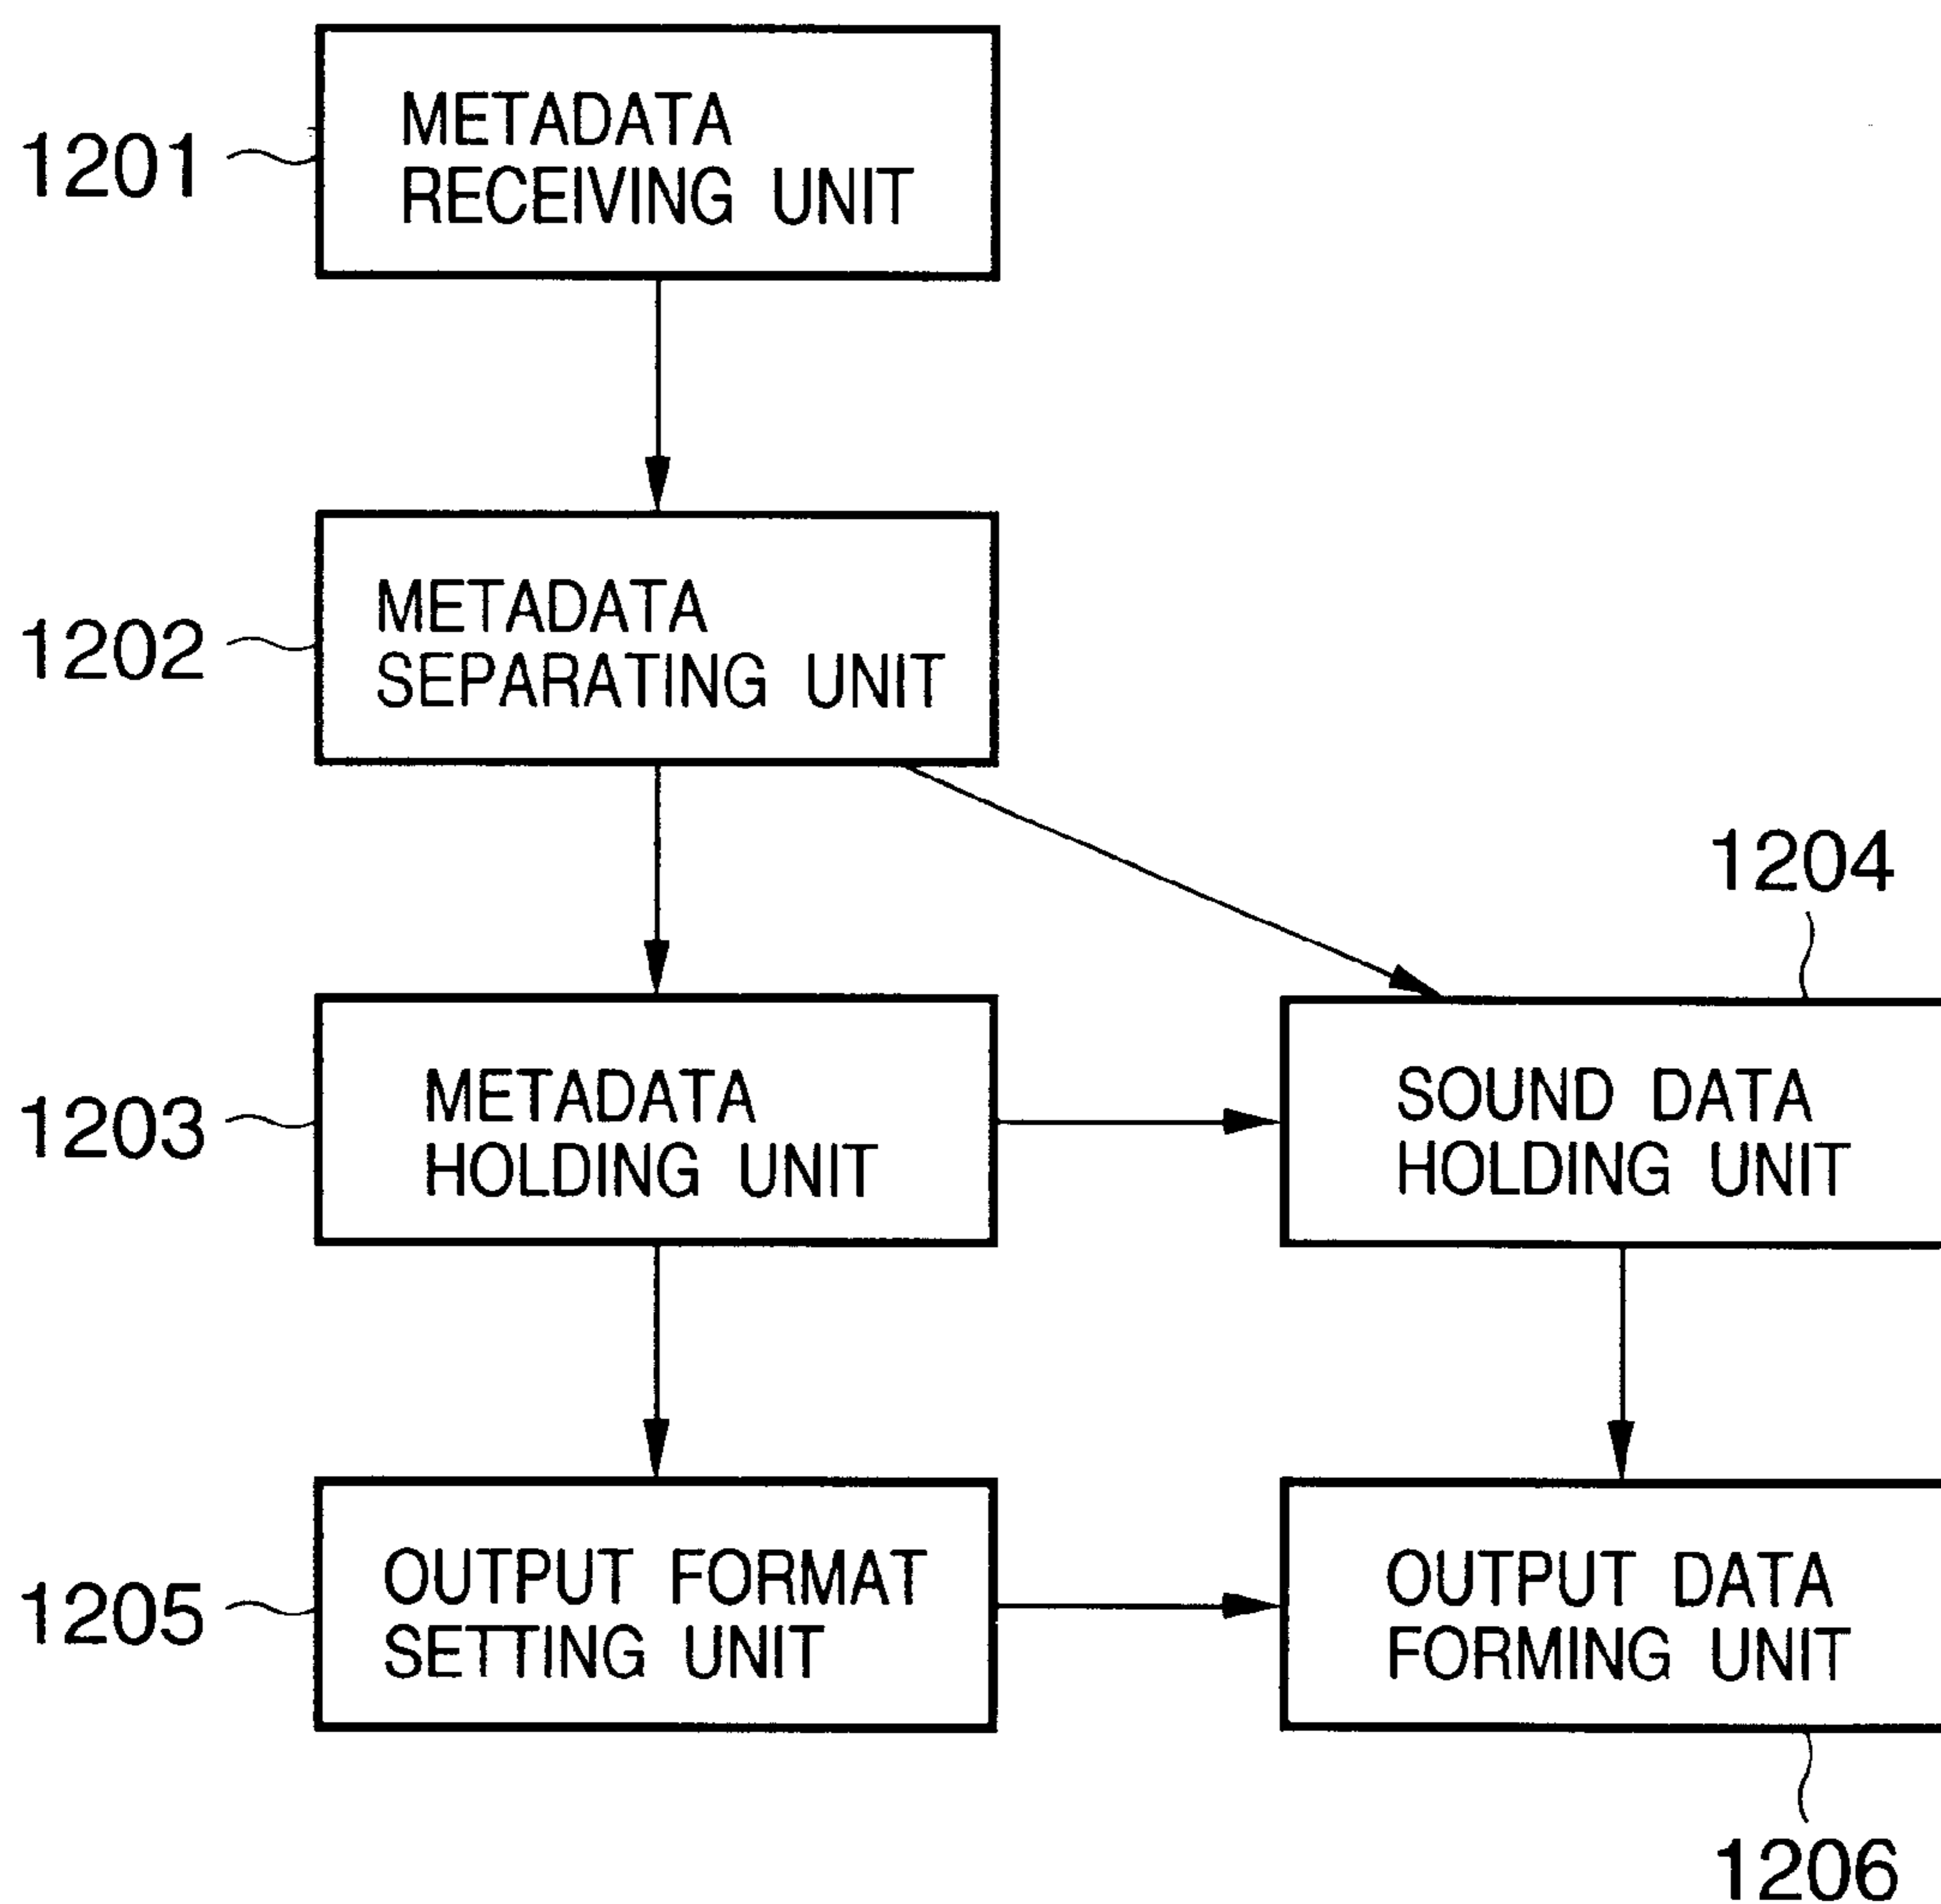 METADATA
RECEIVING UNIT
1201
METADATA
SEPARATING UNIT
1202
1204
METADATA
HOLDING UNIT
1203
SOUND DATA
HOLDING UNIT
OUTPUT FORMAT
SETTING UNIT
1205
OUTPUT DATA
FORMING UNIT
1206